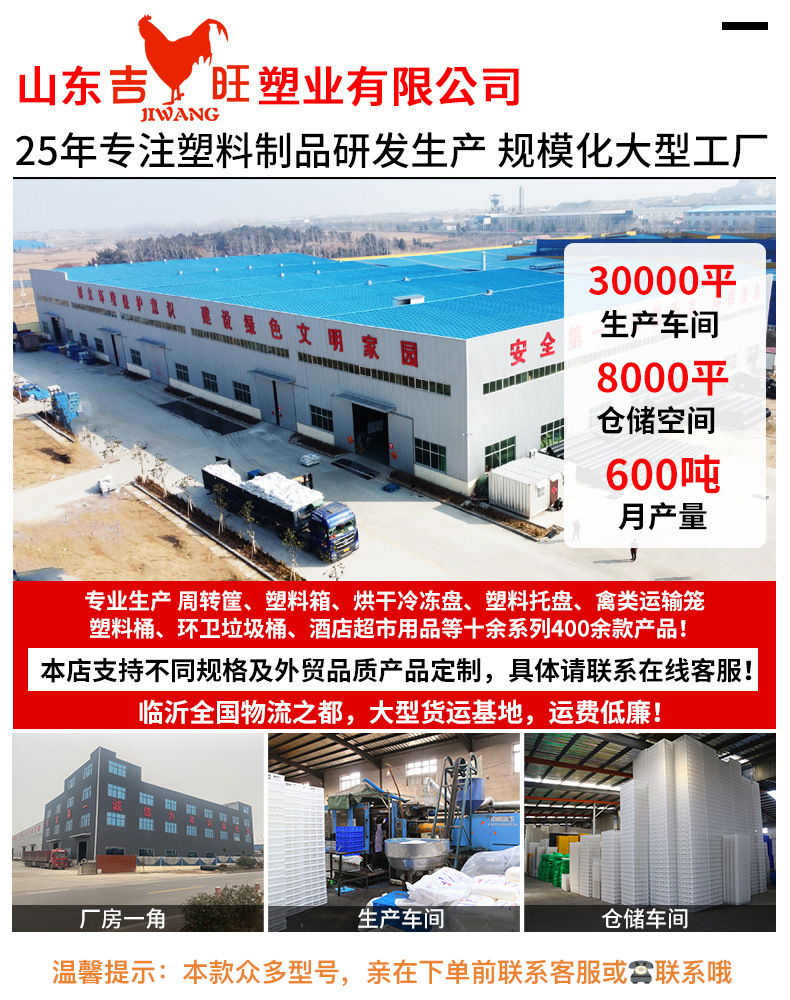 山东吉旺塑业有限公司
JIWANG
25年专注塑料制品研发生产 规模化大型工厂
建设绿色文明家园
安全第一
30000平
生产车间
8000平
仓储空间
600吨
月产量
专业生产 周转筐、塑料箱、烘干冷冻盘、塑料托盘、禽类运输笼
塑料桶、环卫垃圾桶、酒店超市用品等十余系列400余款产品！
本店支持不同规格及外贸品质产品定制，具体请联系在线客服！
临沂全国物流之都，大型货运基地，运费低廉！
厂房一角
生产车间
仓储车间
温馨提示：本款众多型号，亲在下单前联系客服或☎联系哦